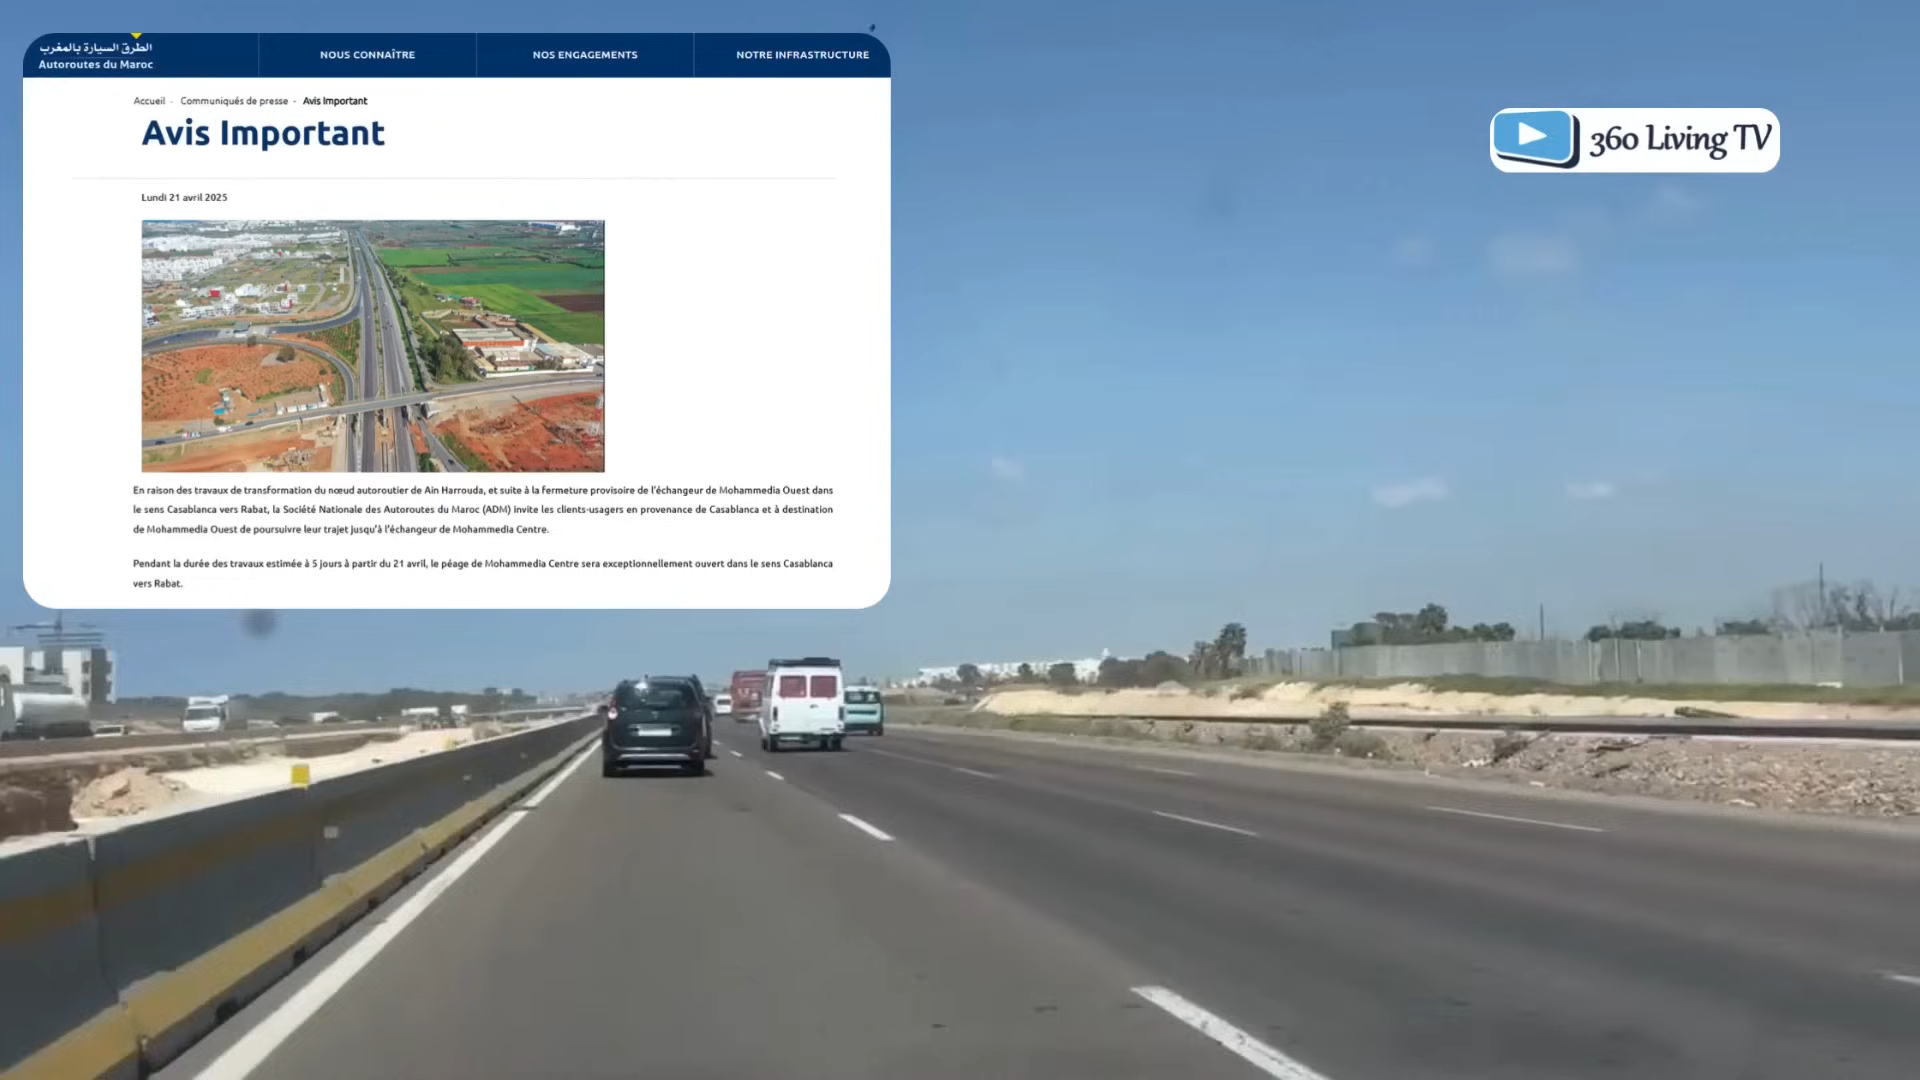 الطرق السيارة بالمغرب
Autoroutes du Maroc
NOUS CONNAÎTRE
NOS ENGAGEMENTS
NOTRE INFRASTRUCTURE
Accueil - Communiqués de presse - Avis Important
Avis Important
Lundi 21 avril 2025
En raison des travaux de transformation du nœud autoroutier de Ain Harrouda, et suite à la fermeture provisoire de l'échangeur de Mohammedia Ouest dans
le sens Casablanca vers Rabat, la Société Nationale des Autoroutes du Maroc (ADM) invite les clients-usagers en provenance de Casablanca et à destination
de Mohammedia Ouest de poursuivre leur trajet jusqu'à l'échangeur de Mohammedia Centre.
Pendant la durée des travaux estimée à 5 jours à partir du 21 avril, le péage de Mohammedia Centre sera exceptionnellement ouvert dans le sens Casablanca
vers Rabat.
360 Living TV